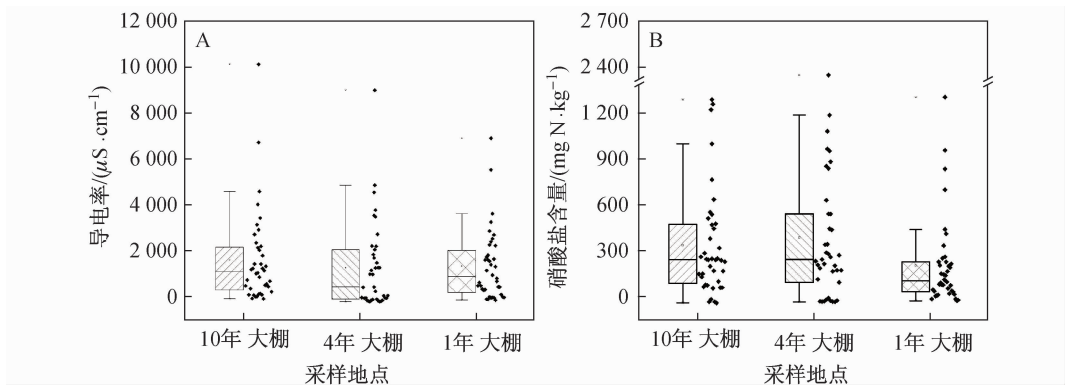 A
导电率/(μS·cm⁻¹)
12 000
10 000
8 000
6 000
4 000
2 000
0
10年 大棚
4年 大棚
1年 大棚
采样地点
B
硝酸盐含量/(mg N·kg⁻¹)
2 700
2 400
1 200
900
600
300
0
10年 大棚
4年 大棚
1年 大棚
采样地点